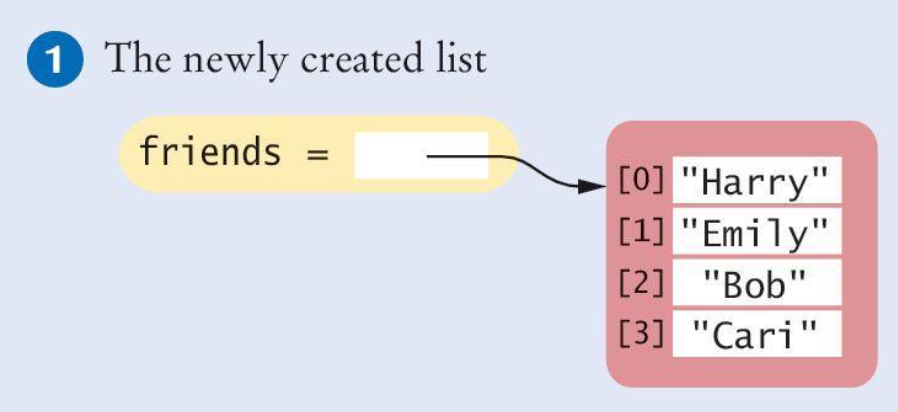 1 The newly created list
friends =
[0] "Harry"
[1] "Emily"
[2] "Bob"
[3] "Cari"